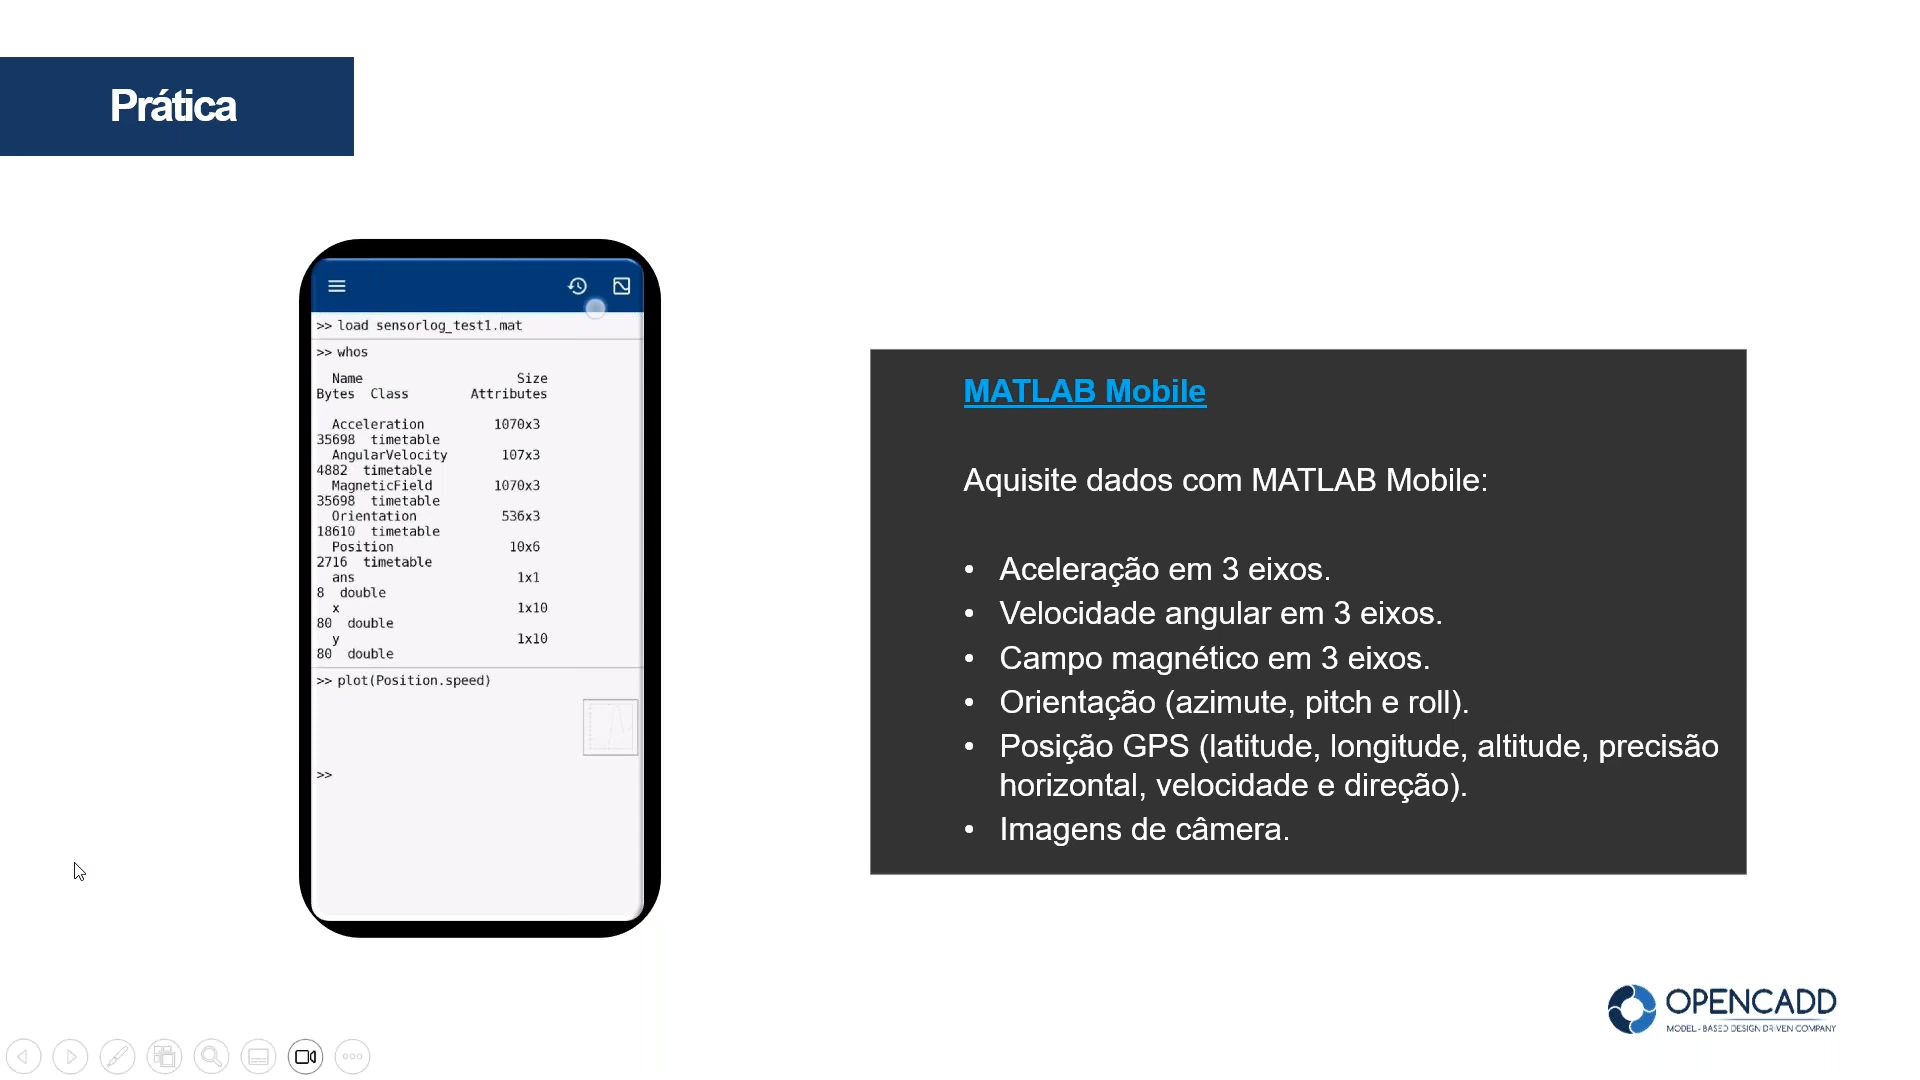 Prática
>> load sensorlog_test1.mat
>> whos
Name Size
Bytes Class Attributes
Acceleration 1070x3
35698 timetable
AngularVelocity 107x3
4882 timetable
MagneticField 1070x3
35698 timetable
Orientation 536x3
18610 timetable
Position 10x6
2716 timetable
ans 1x1
8 double
x 1x10
80 double
y 1x10
80 double
>> plot(Position.speed)
>>
MATLAB Mobile
Aquisite dados com MATLAB Mobile:
• Aceleração em 3 eixos.
• Velocidade angular em 3 eixos.
• Campo magnético em 3 eixos.
• Orientação (azimute, pitch e roll).
• Posição GPS (latitude, longitude, altitude, precisão
horizontal, velocidade e direção).
• Imagens de câmera.
OPENCADD
MODEL-BASED DESIGN DRIVEN COMPANY